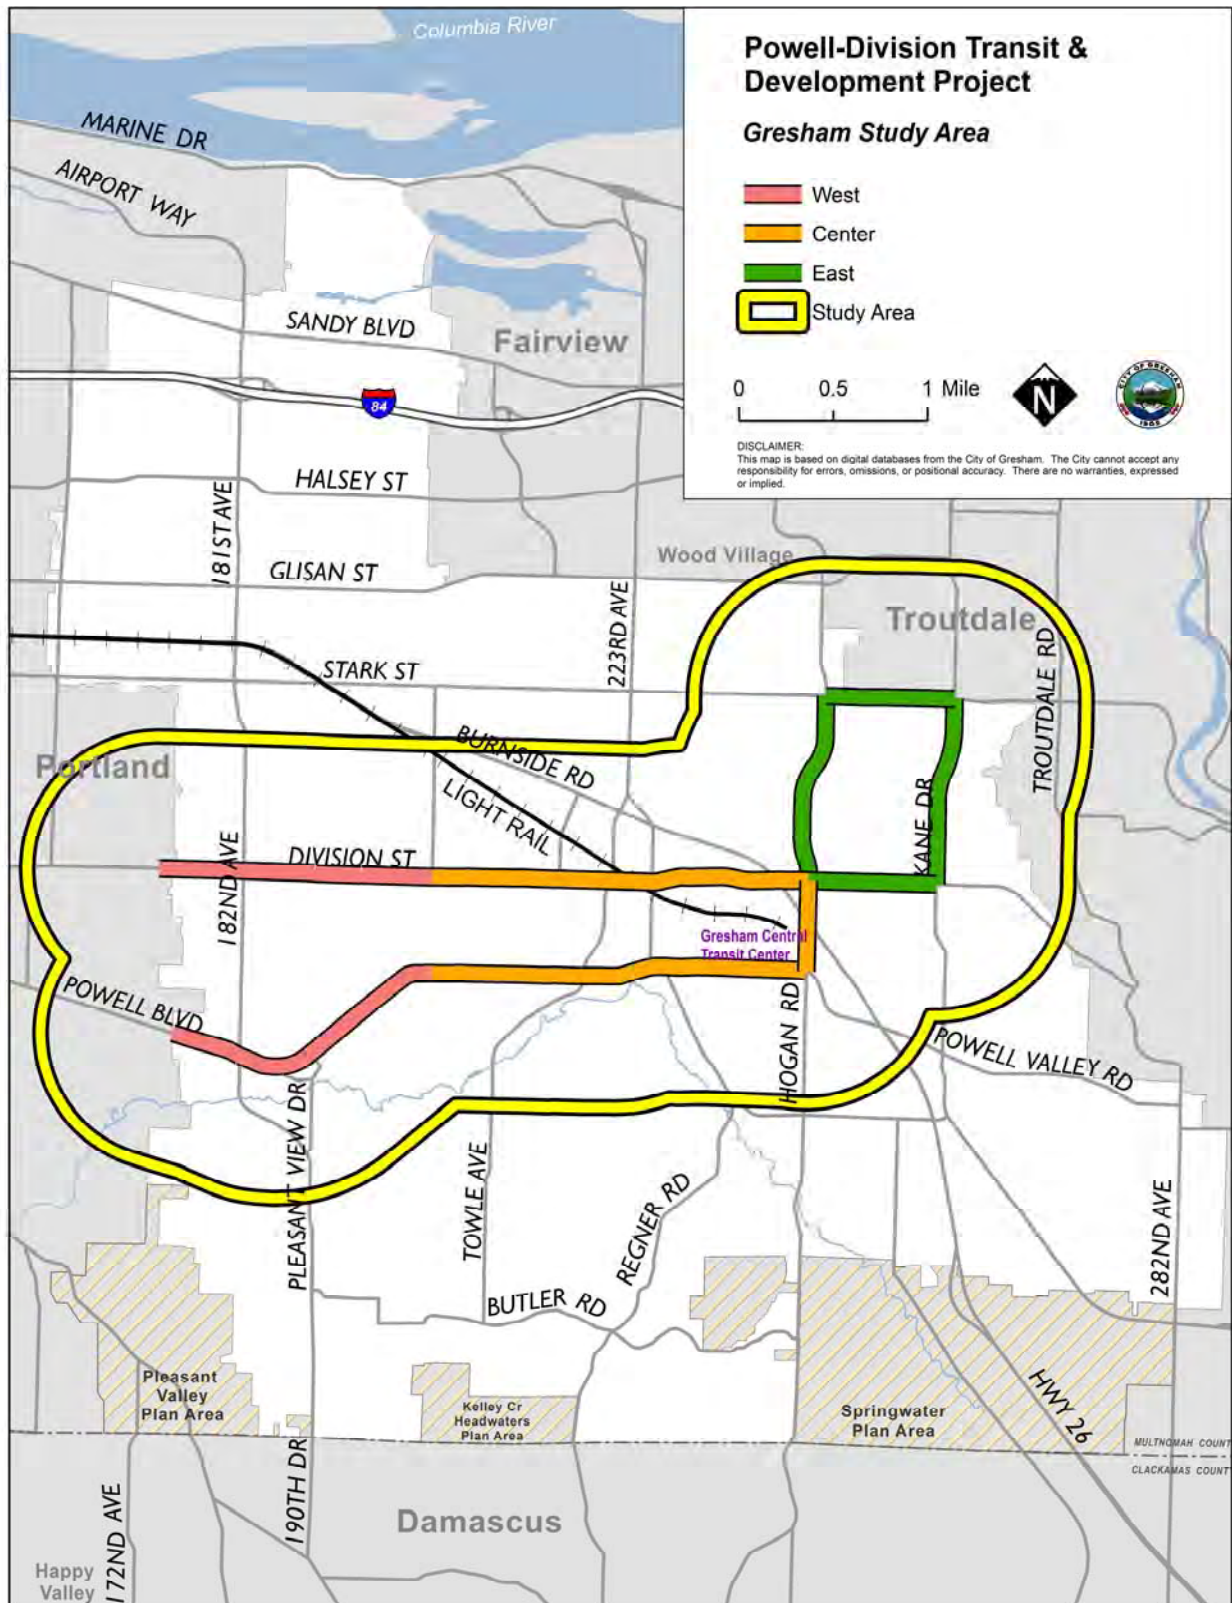 Columbia River
Powell-Division Transit &
Development Project
Gresham Study Area
West
Center
East
Study Area
0 0.5 1 Mile
N
CITY OF GRESHAM
1905
DISCLAIMER:
This map is based on digital databases from the City of Gresham. The City cannot accept any
responsibility for errors, omissions, or positional accuracy. There are no warranties, expressed
or implied.
MARINE DR
AIRPORT WAY
SANDY BLVD
Fairview
84
HALSEY ST
181ST AVE
GLISAN ST
Wood Village
223RD AVE
Troutdale
TROUTDALE RD
STARK ST
BURNSIDE RD
Portland
LIGHT RAIL
KANE DR
DIVISION ST
182ND AVE
Gresham Central
Transit Center
POWELL BLVD
HOGAN RD
POWELL VALLEY RD
PLEASANT VIEW DR
TOWLE AVE
REGNER RD
282ND AVE
BUTLER RD
Pleasant
Valley
Plan Area
Kelley Cr
Headwaters
Plan Area
Springwater
Plan Area
HWY 26
MULTNOMAH COUNT
CLACKAMAS COUNT
190TH DR
172ND AVE
Damascus
Happy
Valley